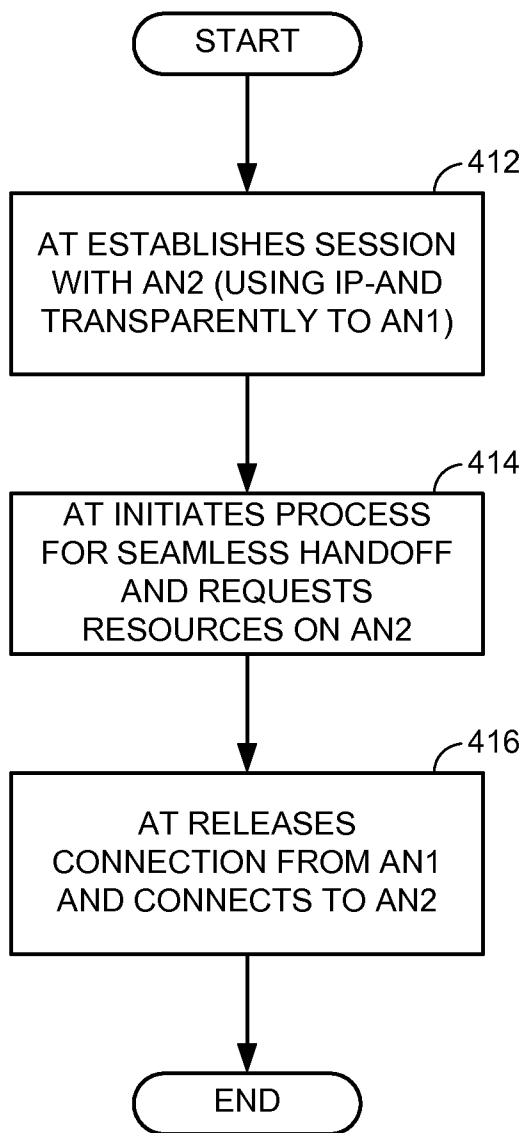 START
412
AT ESTABLISHES SESSION
WITH AN2 (USING IP-AND
TRANSPARENTLY TO AN1)
414
AT INITIATES PROCESS
FOR SEAMLESS HANDOFF
AND REQUESTS
RESOURCES ON AN2
416
AT RELEASES
CONNECTION FROM AN1
AND CONNECTS TO AN2
END